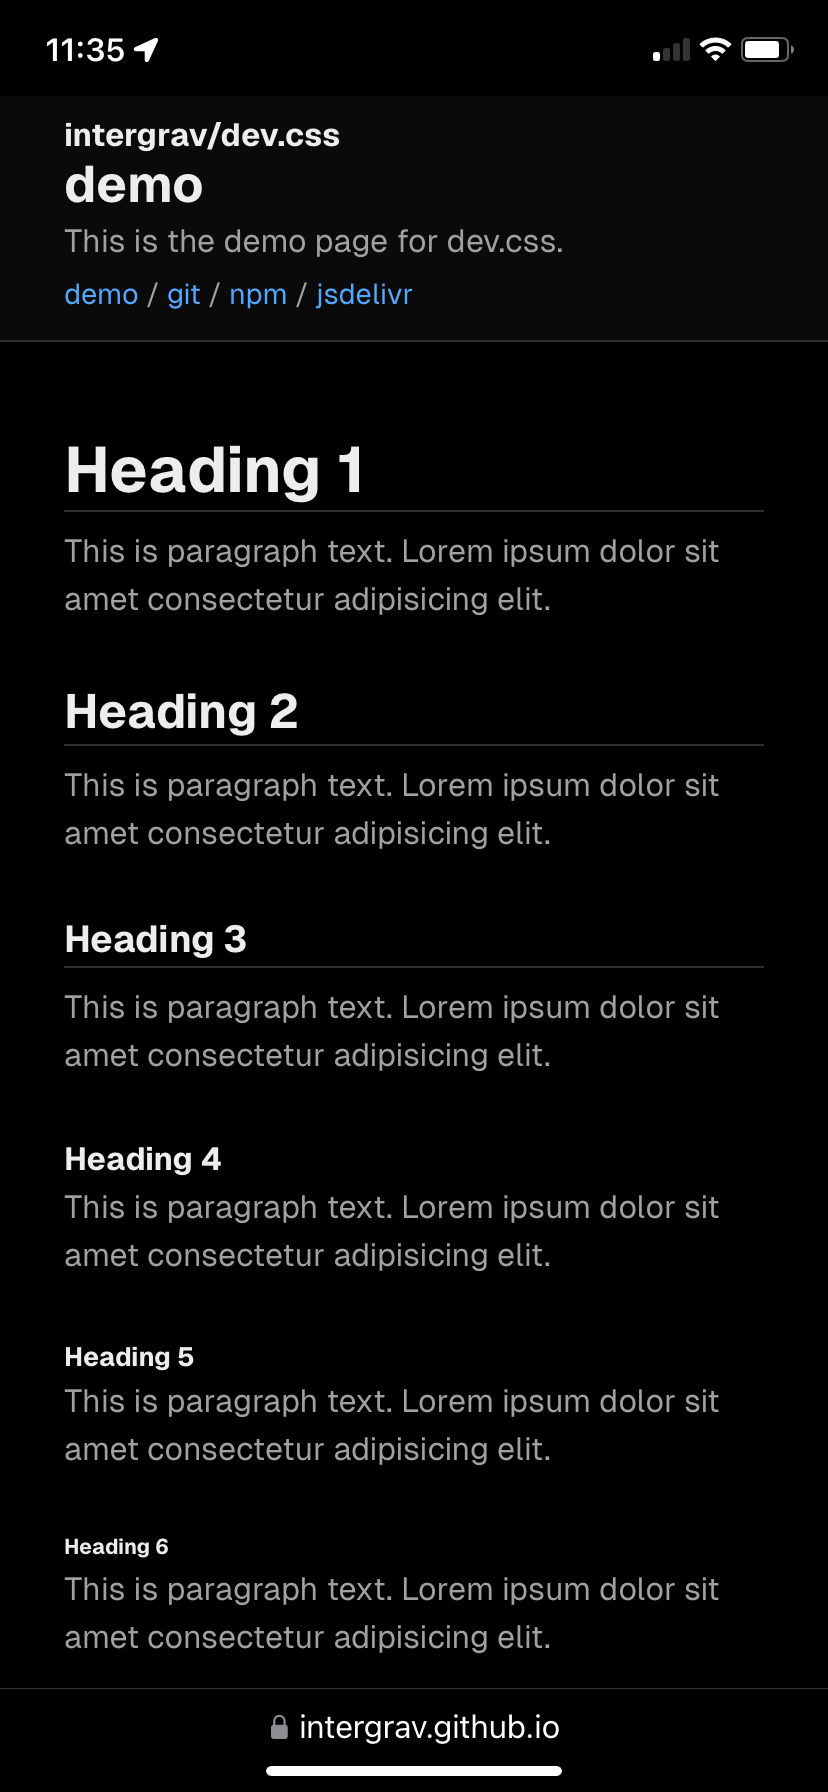 11:35
intergrav/dev.css
demo
This is the demo page for dev.css.
demo / git / npm / jsdelivr
Heading 1
This is paragraph text. Lorem ipsum dolor sit
amet consectetur adipisicing elit.
Heading 2
This is paragraph text. Lorem ipsum dolor sit
amet consectetur adipisicing elit.
Heading 3
This is paragraph text. Lorem ipsum dolor sit
amet consectetur adipisicing elit.
Heading 4
This is paragraph text. Lorem ipsum dolor sit
amet consectetur adipisicing elit.
Heading 5
This is paragraph text. Lorem ipsum dolor sit
amet consectetur adipisicing elit.
Heading 6
This is paragraph text. Lorem ipsum dolor sit
amet consectetur adipisicing elit.
intergrav.github.io